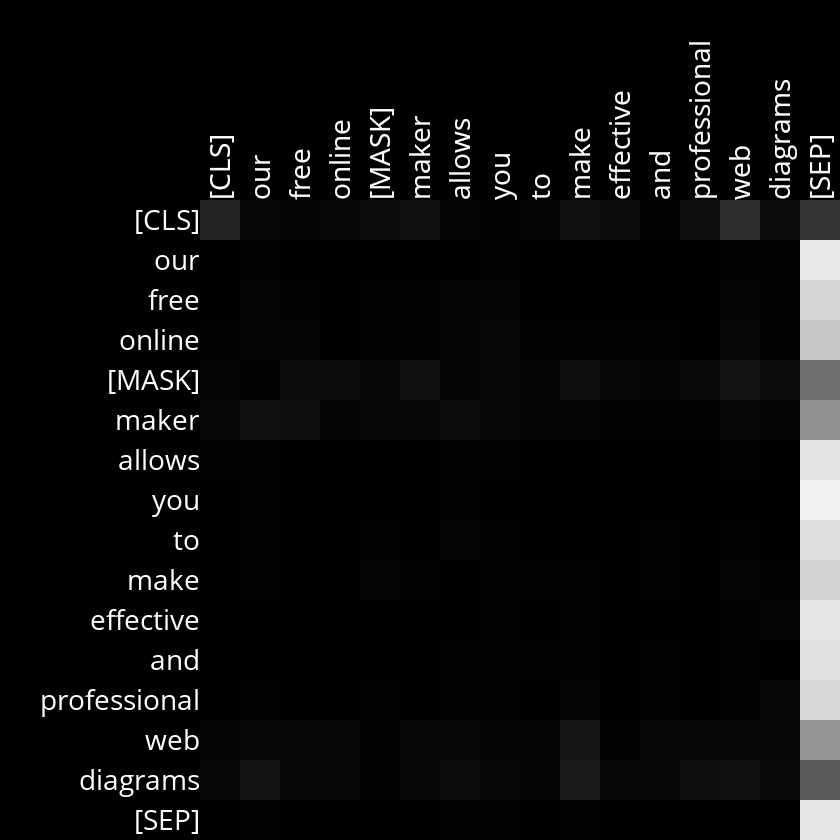 [CLS] our free online [MASK] maker allows you to make effective and professional web diagrams [SEP]
[CLS]
our
free
online
[MASK]
maker
allows
you
to
make
effective
and
professional
web
diagrams
[SEP]